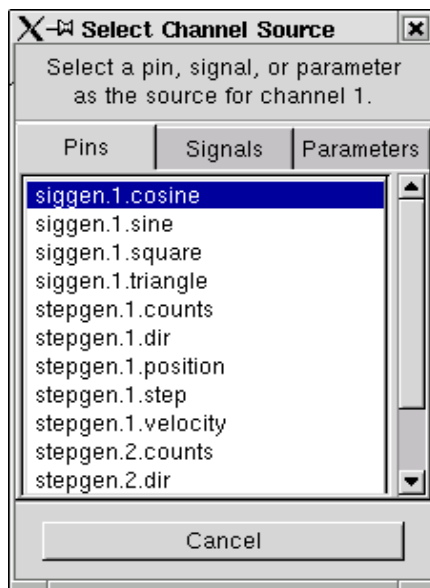 Select Channel Source
Select a pin, signal, or parameter
as the source for channel 1.
Pins Signals Parameters
siggen.1.cosine
siggen.1.sine
siggen.1.square
siggen.1.triangle
stepgen.1.counts
stepgen.1.dir
stepgen.1.position
stepgen.1.step
stepgen.1.velocity
stepgen.2.counts
stepgen.2.dir
Cancel